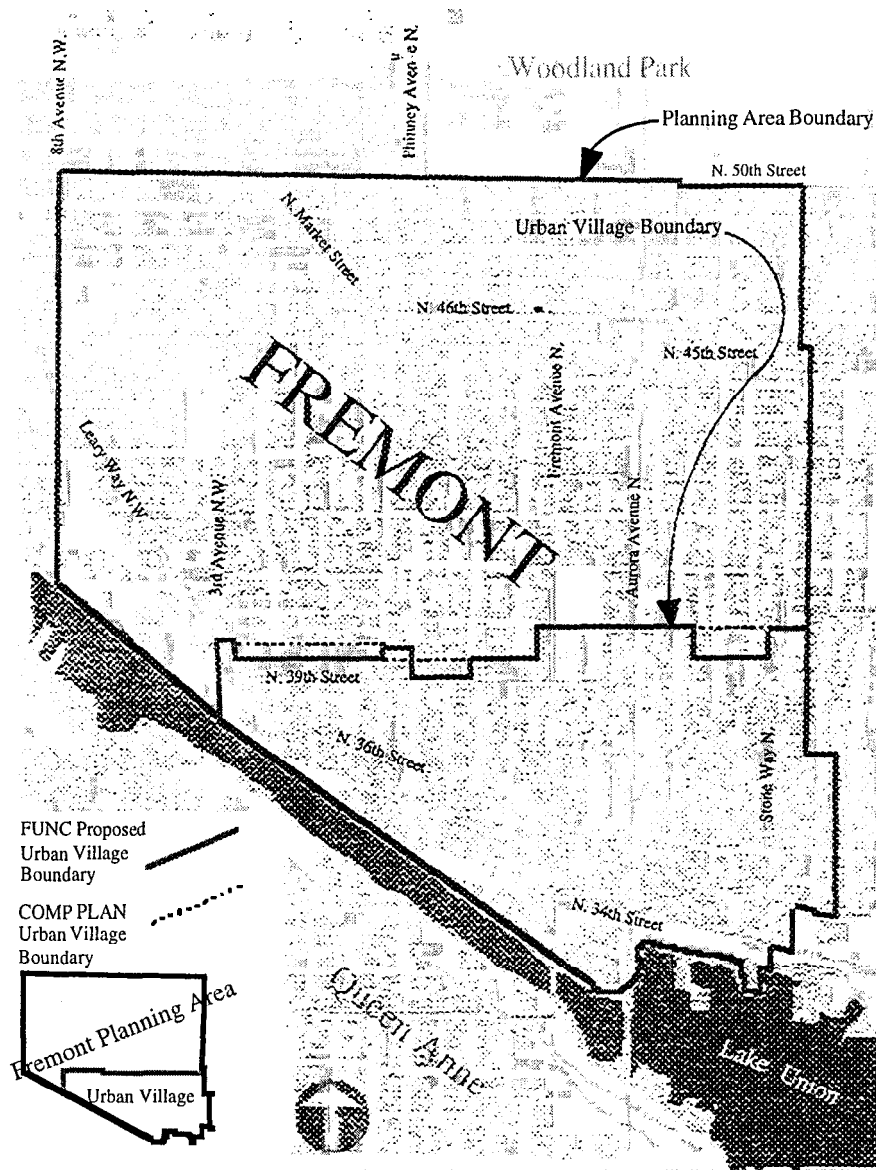 8th Avenue N.W.
Phinney Avenue N.
Woodland Park
Planning Area Boundary
N. 50th Street
N. Market Street
Urban Village Boundary
N. 46th Street
N. 45th Street
FREMONT
Fremont Avenue N.
Leary Way N.W.
3rd Avenue N.W.
Aurora Avenue N.
N. 39th Street
N. 36th Street
Stone Way N.
FUNC Proposed
Urban Village
Boundary
COMP PLAN
Urban Village
Boundary
N. 34th Street
Queen Anne
Lake Union
Fremont Planning Area
Urban Village